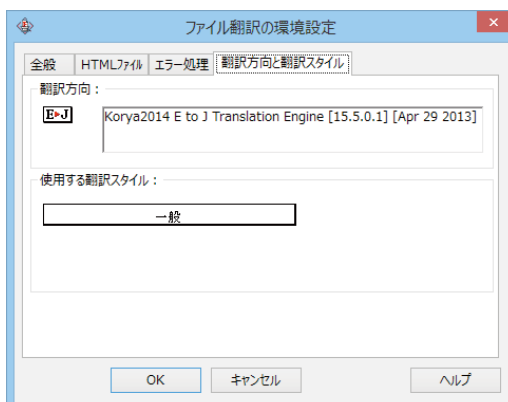 ファイル翻訳の環境設定
全般 HTMLファイル エラー処理 翻訳方向と翻訳スタイル
翻訳方向：
E▸J Korya2014 E to J Translation Engine [15.5.0.1] [Apr 29 2013]
使用する翻訳スタイル：
一般
OK キャンセル ヘルプ